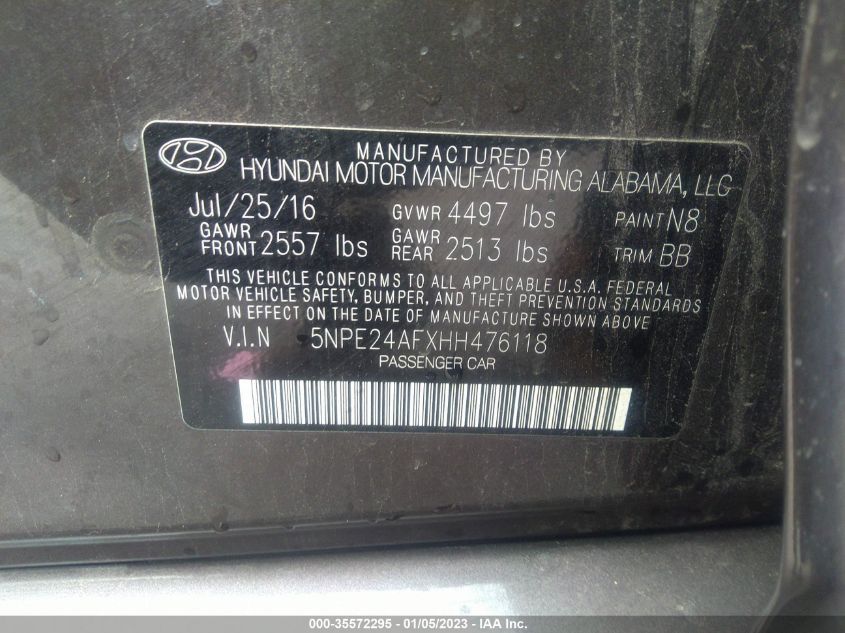 MANUFACTURED BY
HYUNDAI MOTOR MANUFACTURING ALABAMA, LLC
Jul/25/16 GVWR 4497 lbs PAINT N8
GAWR FRONT 2557 lbs GAWR REAR 2513 lbs TRIM BB
THIS VEHICLE CONFORMS TO ALL APPLICABLE U.S.A. FEDERAL
MOTOR VEHICLE SAFETY, BUMPER, AND THEFT PREVENTION STANDARDS
IN EFFECT ON THE DATE OF MANUFACTURE SHOWN ABOVE
V.I.N 5NPE24AFXHH476118
PASSENGER CAR
000-35572295 - 01/05/2023 - © IAA Inc.